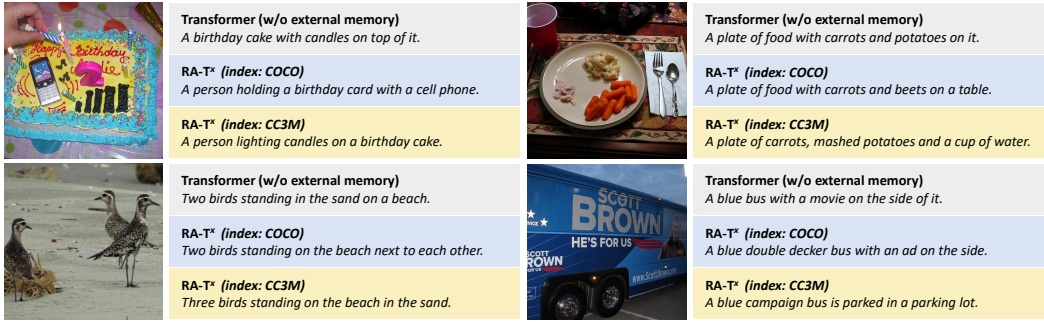 Transformer (w/o external memory)
A birthday cake with candles on top of it.
RA-Tˣ (index: COCO)
A person holding a birthday card with a cell phone.
RA-Tˣ (index: CC3M)
A person lighting candles on a birthday cake.
Happy Birthday
2
Transformer (w/o external memory)
A plate of food with carrots and potatoes on it.
RA-Tˣ (index: COCO)
A plate of food with carrots and beets on a table.
RA-Tˣ (index: CC3M)
A plate of carrots, mashed potatoes and a cup of water.
Transformer (w/o external memory)
Two birds standing in the sand on a beach.
RA-Tˣ (index: COCO)
Two birds standing on the beach next to each other.
RA-Tˣ (index: CC3M)
Three birds standing on the beach in the sand.
SCOTT
BROWN
HE'S FOR US
SCOTT
BROWN
www.ScottBrown.com
Transformer (w/o external memory)
A blue bus with a movie on the side of it.
RA-Tˣ (index: COCO)
A blue double decker bus with an ad on the side.
RA-Tˣ (index: CC3M)
A blue campaign bus is parked in a parking lot.